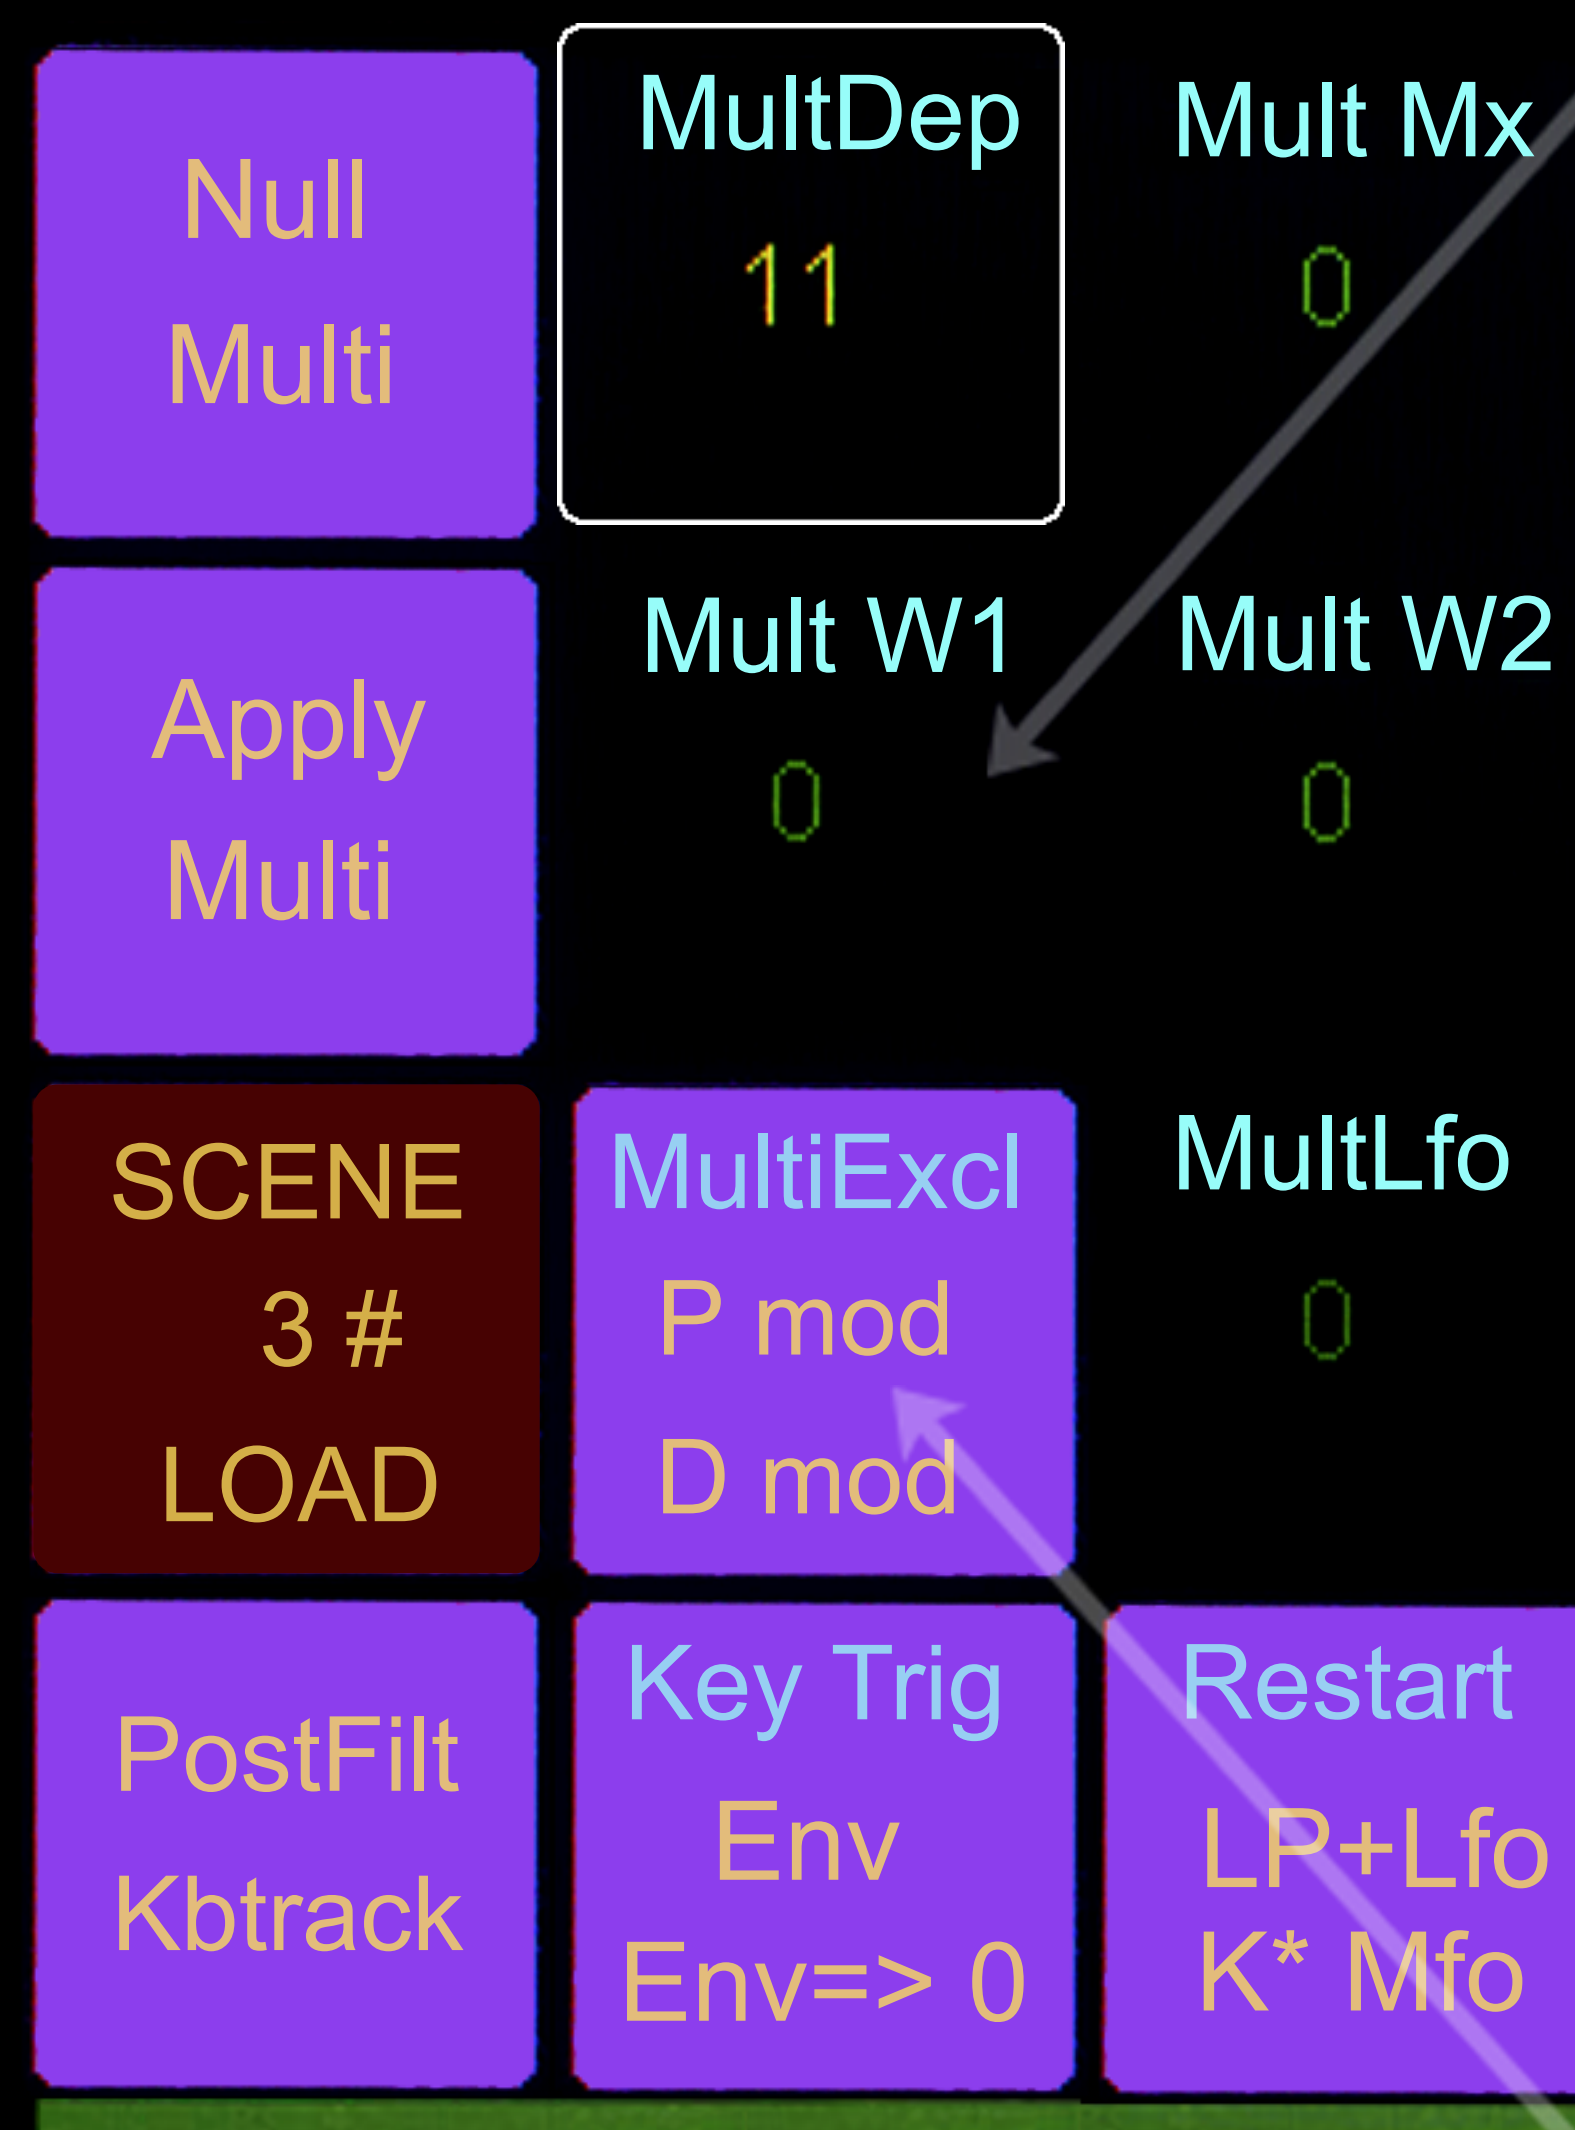 Null
Multi
MultDep
11
Mult Mx
0
Apply
Multi
Mult W1
0
Mult W2
0
SCENE
3 #
LOAD
MultiExcl
P mod
D mod
MultLfo
0
PostFilt
Kbtrack
Key Trig
Env
Env=> 0
Restart
LP+Lfo
K* Mfo